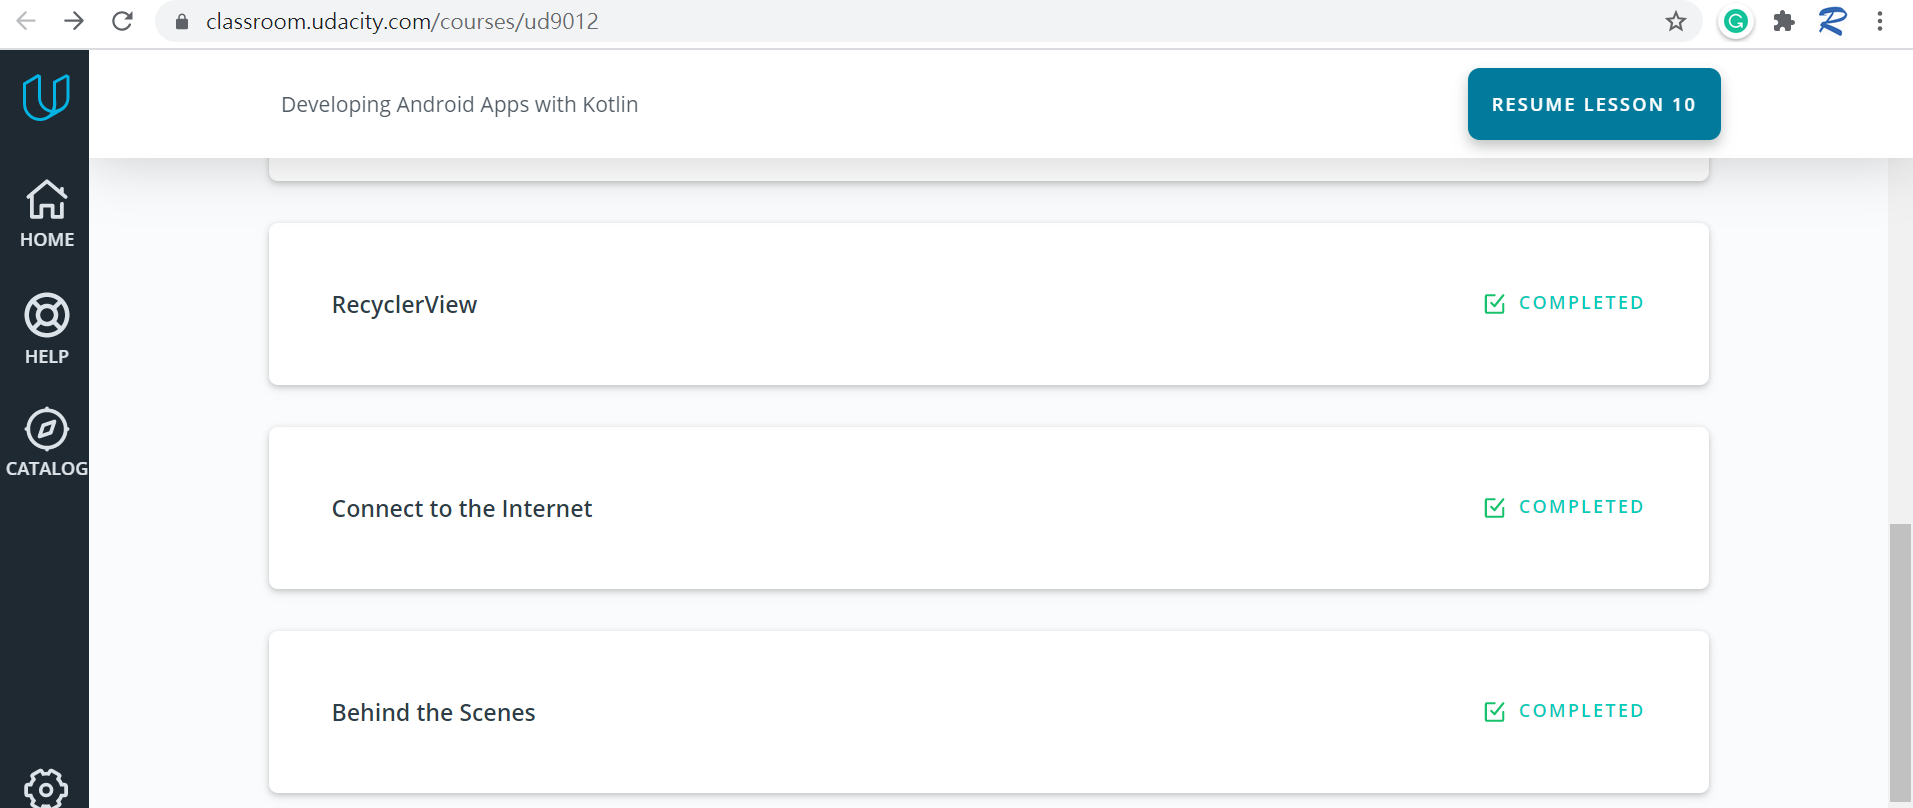 classroom.udacity.com/courses/ud9012
Developing Android Apps with Kotlin
RESUME LESSON 10
HOME
HELP
CATALOG
RecyclerView
COMPLETED
Connect to the Internet
COMPLETED
Behind the Scenes
COMPLETED